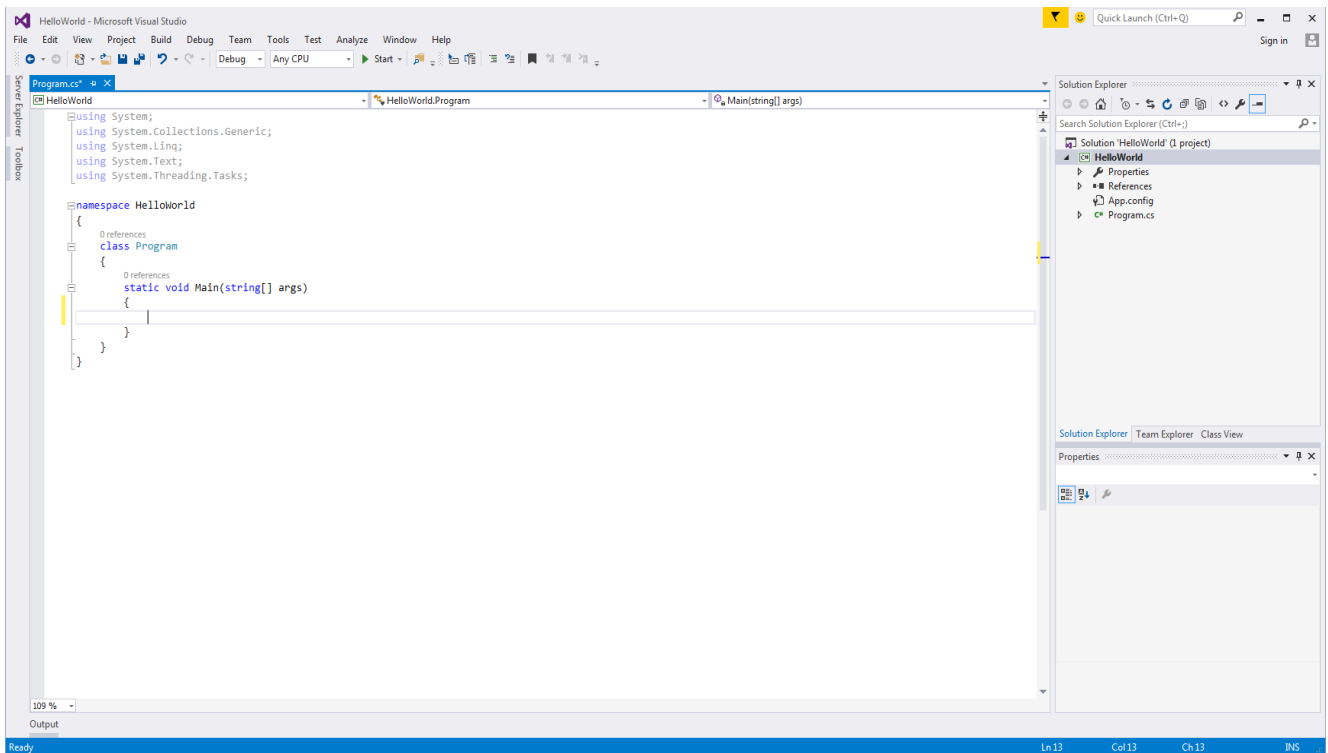 HelloWorld - Microsoft Visual Studio
Quick Launch (Ctrl+Q)
File Edit View Project Build Debug Team Tools Test Analyze Window Help
Sign in
Debug Any CPU Start
Server Explorer
Toolbox
Program.cs*
HelloWorld HelloWorld.Program Main(string[] args)
using System;
using System.Collections.Generic;
using System.Linq;
using System.Text;
using System.Threading.Tasks;
namespace HelloWorld
{
0 references
class Program
{
0 references
static void Main(string[] args)
{
}
}
}
109 %
Output
Solution Explorer
Search Solution Explorer (Ctrl+;)
Solution 'HelloWorld' (1 project)
C# HelloWorld
Properties
References
App.config
C# Program.cs
Solution Explorer Team Explorer Class View
Properties
Ready Ln 13 Col 13 Ch 13 INS